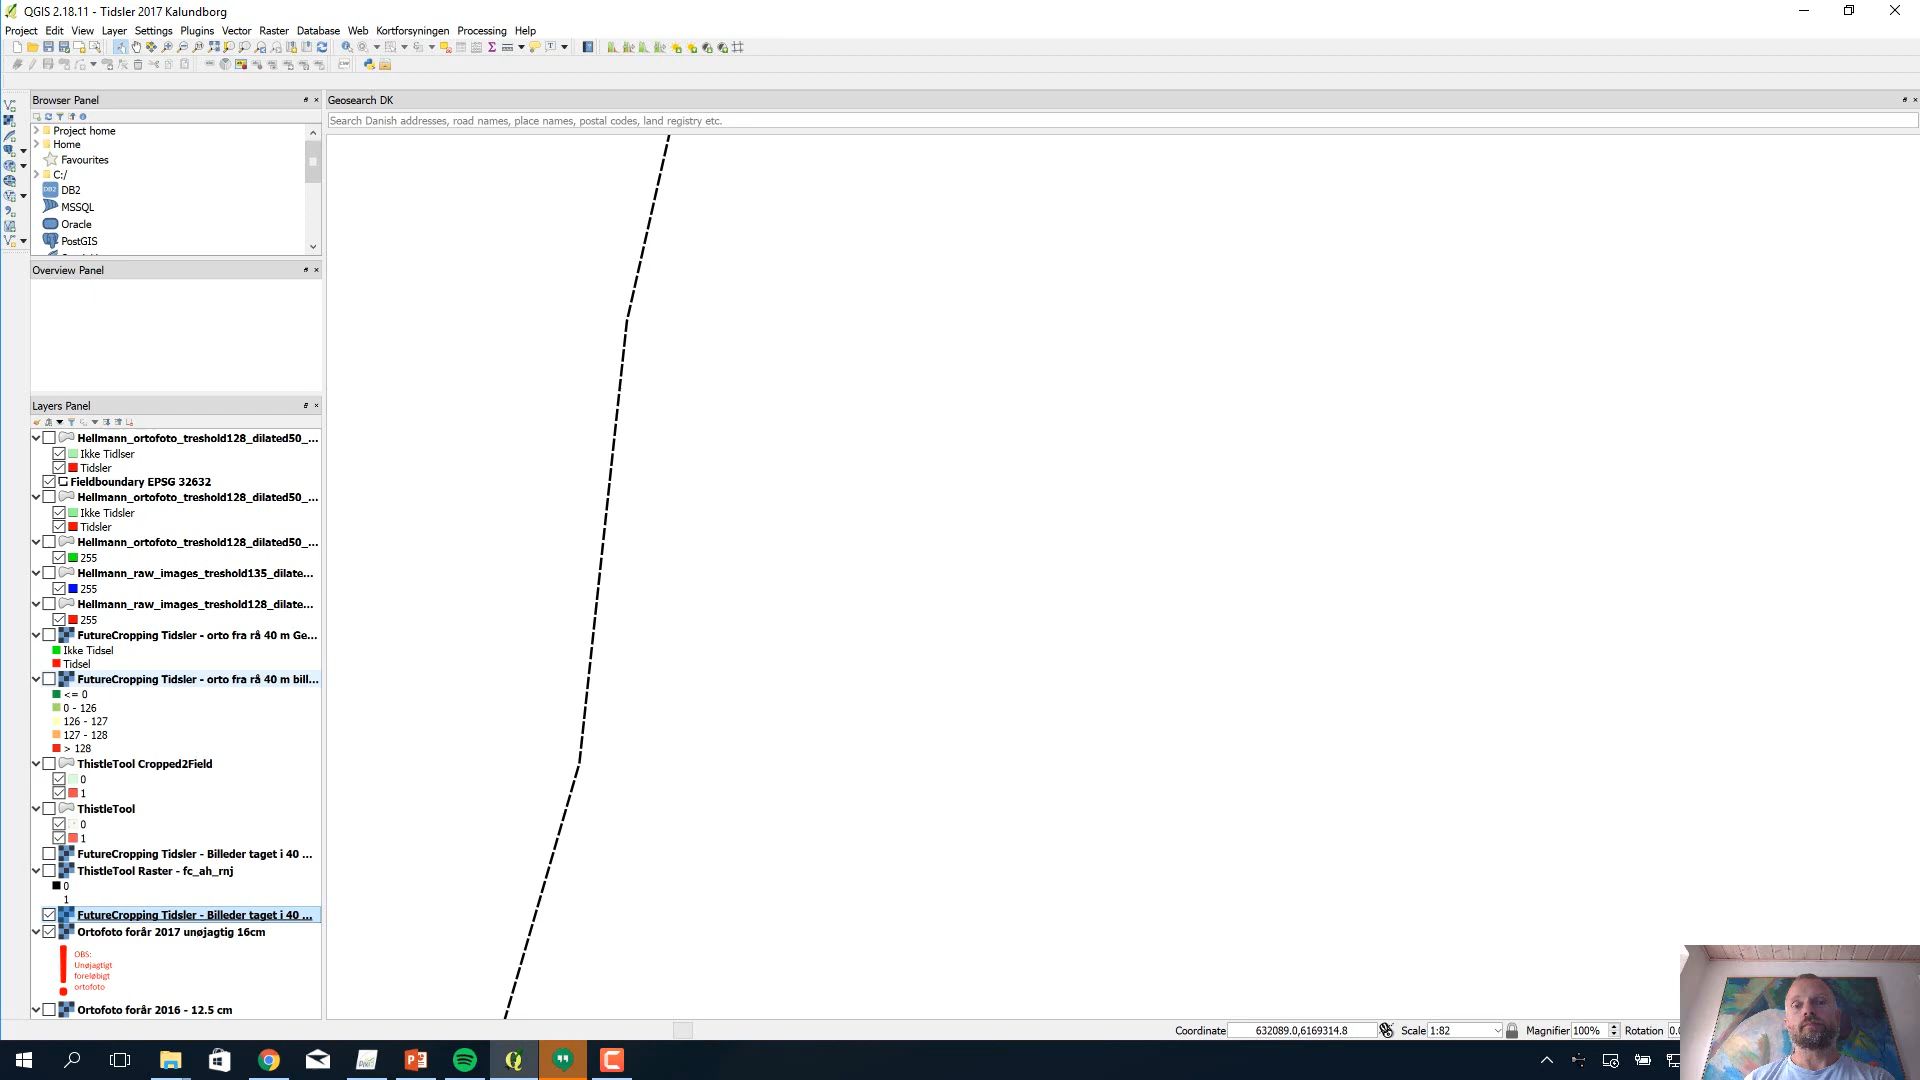 QGIS 2.18.11 - Tidsler 2017 Kalundborg
Project Edit View Layer Settings Plugins Vector Raster Database Web Kortforsyningen Processing Help
Browser Panel
Project home
Home
Favourites
C:/
DB2
MSSQL
Oracle
PostGIS
Overview Panel
Layers Panel
Hellmann_ortofoto_treshold128_dilated50_...
Ikke Tidlser
Tidsler
Fieldboundary EPSG 32632
Hellmann_ortofoto_treshold128_dilated50_...
Ikke Tidsler
Tidsler
Hellmann_ortofoto_treshold128_dilated50_...
255
Hellmann_raw_images_treshold135_dilate...
255
Hellmann_raw_images_treshold128_dilate...
255
FutureCropping Tidsler - orto fra rå 40 m Ge...
Ikke Tidsel
Tidsel
FutureCropping Tidsler - orto fra rå 40 m bill...
<= 0
0 - 126
126 - 127
127 - 128
> 128
ThistleTool Cropped2Field
0
1
ThistleTool
0
1
FutureCropping Tidsler - Billeder taget i 40 ...
ThistleTool Raster - fc_ah_rnj
0
1
FutureCropping Tidsler - Billeder taget i 40 ...
Ortofoto forår 2017 unøjagtig 16cm
OBS:
Unøjagtigt
foreløbigt
ortofoto
Ortofoto forår 2016 - 12.5 cm
Geosearch DK
Search Danish addresses, road names, place names, postal codes, land registry etc.
Coordinate 632089.0,6169314.8 Scale 1:82 Magnifier 100% Rotation